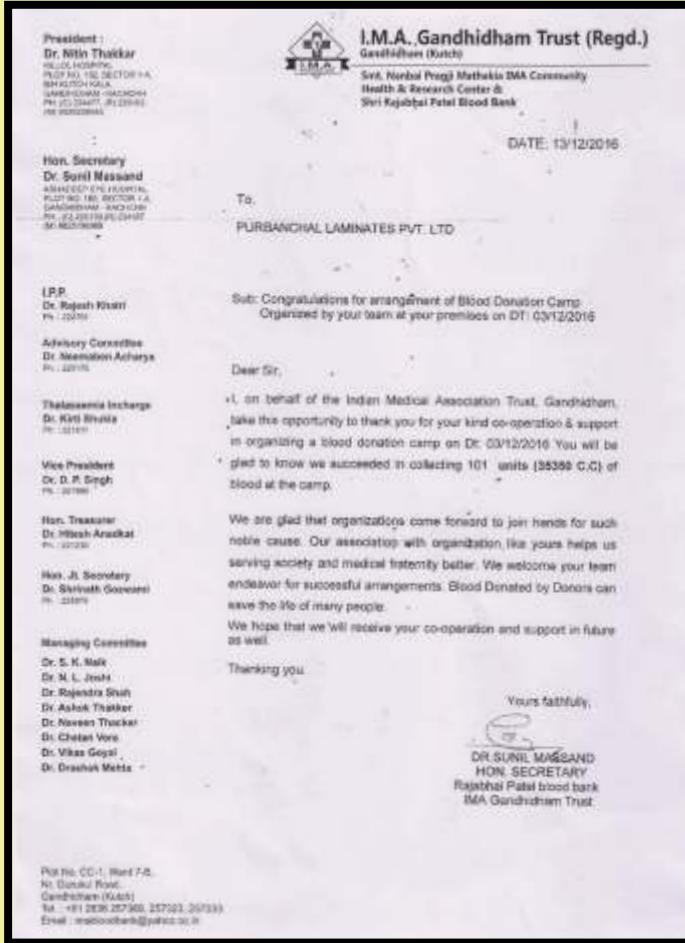 I.M.A. Gandhidham Trust (Regd.)
Gandhidham (Kutch)
I.M.A.
Smt. Monbai Pragji Mathakia IMA Community
Health & Research Center &
Shri Rajabhai Patel Blood Bank
DATE: 13/12/2016
President :
Dr. Nitin Thakkar
Hon. Secretary
Dr. Sunil Massand
I.P.P.
Dr. Rajesh Khatri
Advisory Committee
Dr. Neemaben Acharya
Thalassaemia Incharge
Dr. Kirti Bhukta
Vice President
Dr. D. P. Singh
Hon. Treasurer
Dr. Hitesh Aradkat
Hon. Jt. Secretary
Dr. Shrinath Goswami
Managing Committee
Dr. S. K. Naik
Dr. N. L. Joshi
Dr. Rajendra Shah
Dr. Ashok Thakker
Dr. Naveen Thacker
Dr. Chetan Vora
Dr. Vikas Goyal
Dr. Mehta
To,
PURBANCHAL LAMINATES PVT. LTD
Sub: Congratulations for arrangement of Blood Donation Camp
Organized by your team at your premises on DT: 03/12/2016
Dear Sir,
I, on behalf of the Indian Medical Association Trust, Gandhidham,
take this opportunity to thank you for your kind co-operation & support
in organizing a blood donation camp on Dt: 03/12/2016 You will be
glad to know we succeeded in collecting 101 units (35350 C.C) of
blood at the camp.
We are glad that organizations come forward to join hands for such
noble cause. Our association with organization like yours helps us
serving society and medical fraternity better. We welcome your team
endeavor for successful arrangements. Blood Donated by Donors can
save the life of many people.
We hope that we will receive your co-operation and support in future
as well.
Thanking you.
Yours faithfully,
DR.SUNIL MASSAND
HON. SECRETARY
Rajabhai Patel blood bank
IMA Gandhidham Trust
Plot No. CC-1, Ward 7-B,
Nr. Gurukul Road,
Gandhidham (Kutch)